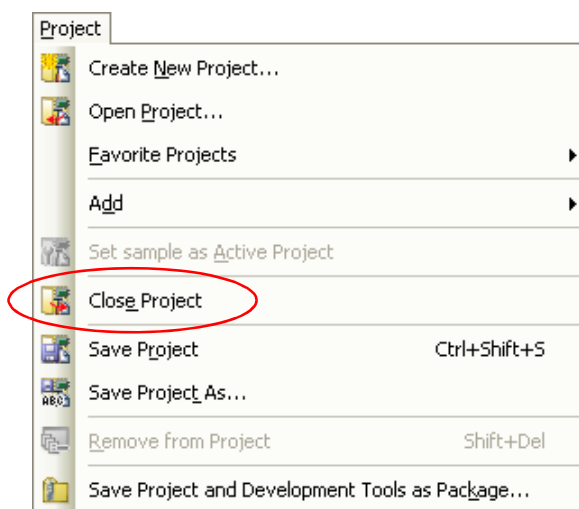 Project
Create New Project...
Open Project...
Favorite Projects
Add
Set sample as Active Project
Close Project
Save Project Ctrl+Shift+S
ABC
Save Project As...
Remove from Project Shift+Del
Save Project and Development Tools as Package...